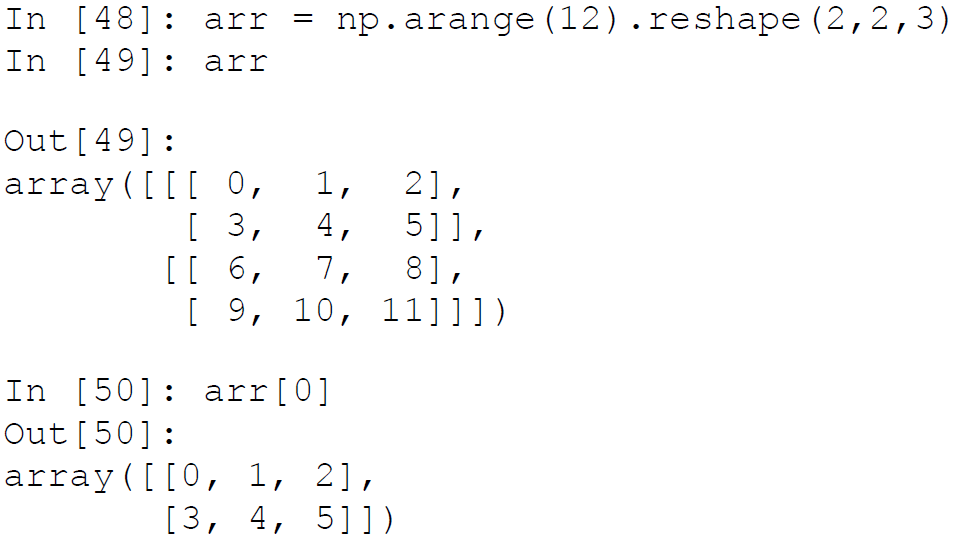 In [48]: arr = np.arange(12).reshape(2,2,3)
In [49]: arr
Out[49]:
array([[[ 0,  1,  2],
        [ 3,  4,  5]],
       [[ 6,  7,  8],
        [ 9, 10, 11]]])
In [50]: arr[0]
Out[50]:
array([[0, 1, 2],
       [3, 4, 5]])